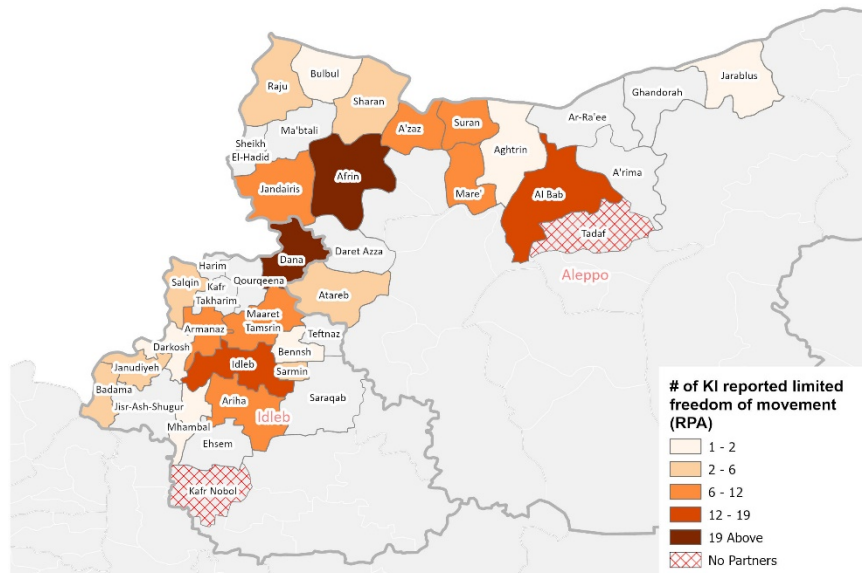 Bulbul
Raju
Sharan
Jarablus
Ghandorah
Ar-Ra'ee
A'zaz
Suran
Ma'btali
Sheikh
El-Hadid
Aghtrin
Afrin
A'rima
Jandairis
Mare'
Al Bab
Tadaf
Daret Azza
Dana
Harim
Aleppo
Salqin
Kafr
Takharim
Qourqeena
Atareb
Maaret
Tamsrin
Armanaz
Teftnaz
Darkosh
Bennsh
Idleb
Janudiyeh
Sarmin
Badama
Ariha
Saraqab
Jisr-Ash-Shugur
Idleb
Mhambal
Ehsem
Kafr Nobol
# of KI reported limited
freedom of movement
(RPA)
1 - 2
2 - 6
6 - 12
12 - 19
19 Above
No Partners